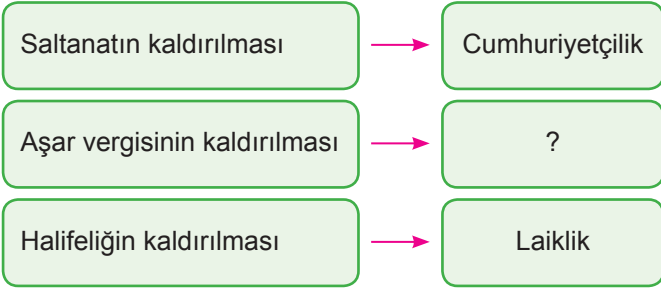 Saltanatın kaldırılması
Cumhuriyetçilik
Aşar vergisinin kaldırılması
?
Halifeliğin kaldırılması
Laiklik